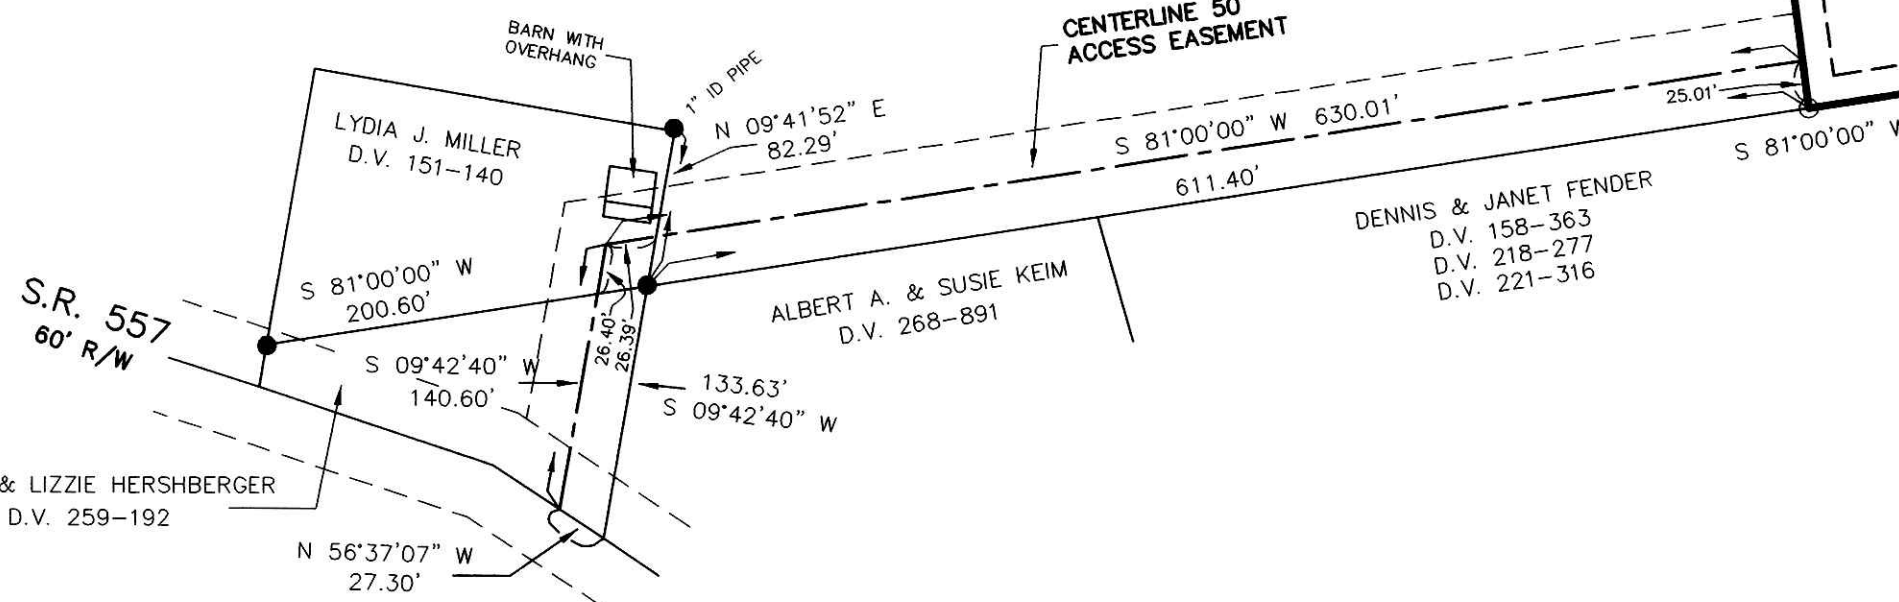 BARN WITH
OVERHANG
1" ID PIPE
CENTERLINE 50'
ACCESS EASEMENT
LYDIA J. MILLER
D.V. 151-140
N 09°41'52" E
82.29'
S 81°00'00" W 630.01'
25.01'
S 81°00'00" W
611.40'
DENNIS & JANET FENDER
D.V. 158-363
D.V. 218-277
D.V. 221-316
S 81°00'00" W
200.60'
ALBERT A. & SUSIE KEIM
D.V. 268-891
S.R. 557
60' R/W
26.40'
26.39'
S 09°42'40" W
140.60'
133.63'
S 09°42'40" W
& LIZZIE HERSHBERGER
D.V. 259-192
N 56°37'07" W
27.30'